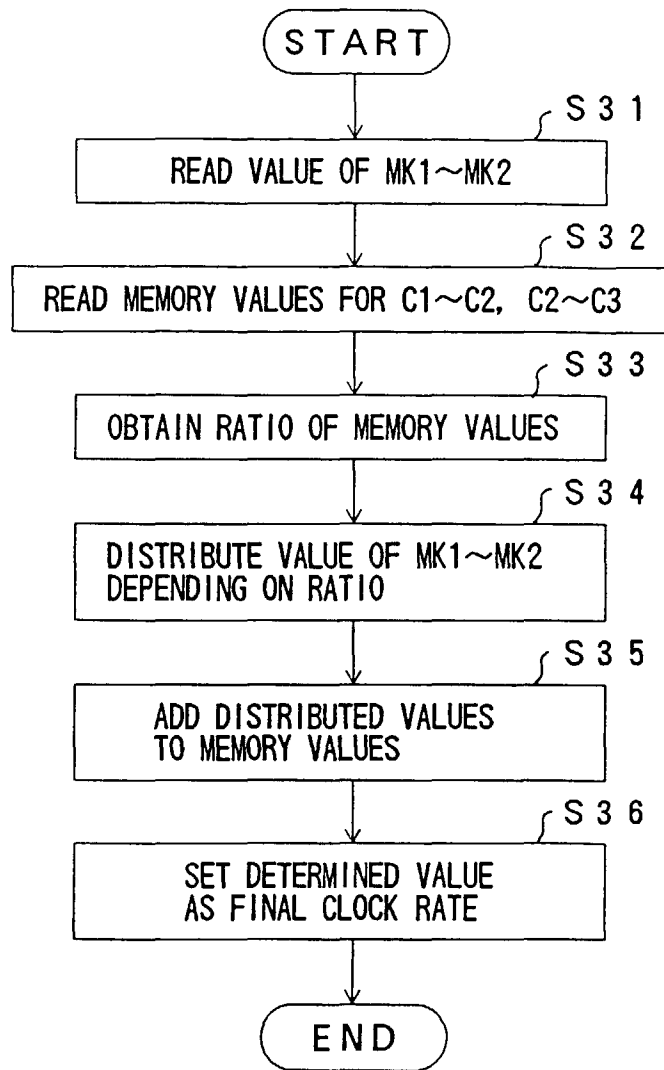 START
S31
READ VALUE OF MK1~MK2
S32
READ MEMORY VALUES FOR C1~C2, C2~C3
S33
OBTAIN RATIO OF MEMORY VALUES
S34
DISTRIBUTE VALUE OF MK1~MK2
DEPENDING ON RATIO
S35
ADD DISTRIBUTED VALUES
TO MEMORY VALUES
S36
SET DETERMINED VALUE
AS FINAL CLOCK RATE
END